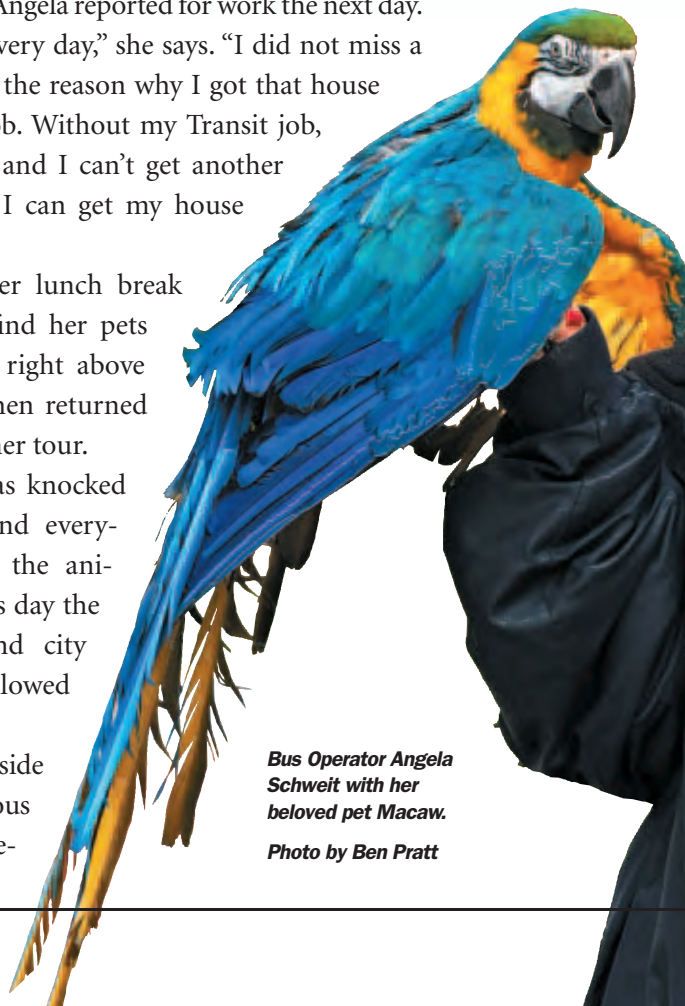 Angela reported for work the next day.
very day,” she says. “I did not miss a
the reason why I got that house
ob. Without my Transit job,
and I can’t get another
I can get my house
er lunch break
ind her pets
right above
hen returned
her tour.
as knocked
nd every-
the ani-
s day the
nd city
lowed
side
ous
e-
Bus Operator Angela
Schweit with her
beloved pet Macaw.
Photo by Ben Pratt